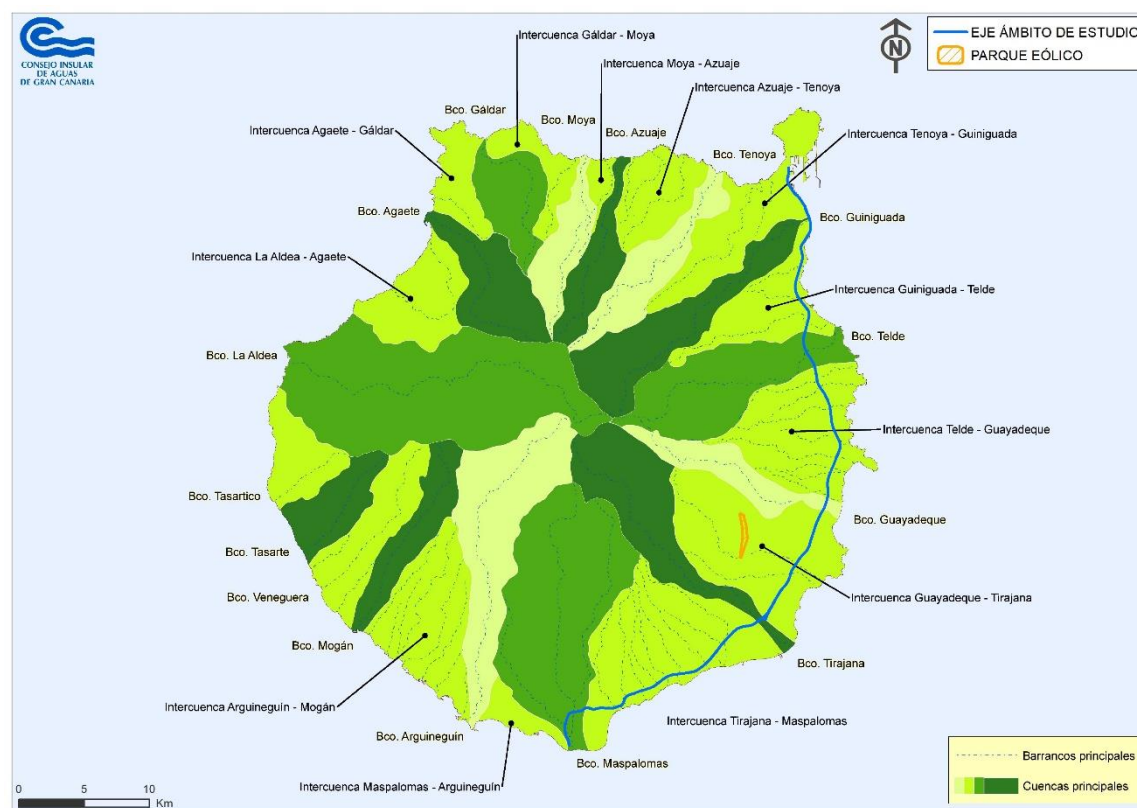 CONSEJO INSULAR
DE AGUAS
DE GRAN CANARIA
N
EJE ÁMBITO DE ESTUDIO
PARQUE EÓLICO
Intercuenca Gáldar - Moya
Intercuenca Moya - Azuaje
Intercuenca Azuaje - Tenoya
Bco. Gáldar
Bco. Moya
Intercuenca Agaete - Gáldar
Bco. Azuaje
Intercuenca Tenoya - Guiniguada
Bco. Tenoya
Bco. Agaete
Bco. Guiniguada
Intercuenca La Aldea - Agaete
Intercuenca Guiniguada - Telde
Bco. Telde
Bco. La Aldea
Intercuenca Telde - Guayadeque
Bco. Tasartico
Bco. Guayadeque
Bco. Tasarte
Bco. Veneguera
Intercuenca Guayadeque - Tirajana
Bco. Mogán
Bco. Tirajana
Intercuenca Arguineguín - Mogán
Intercuenca Tirajana - Maspalomas
Bco. Arguineguín
Bco. Maspalomas
Intercuenca Maspalomas - Arguineguín
Barrancos principales
Cuencas principales
0 5 10
Km